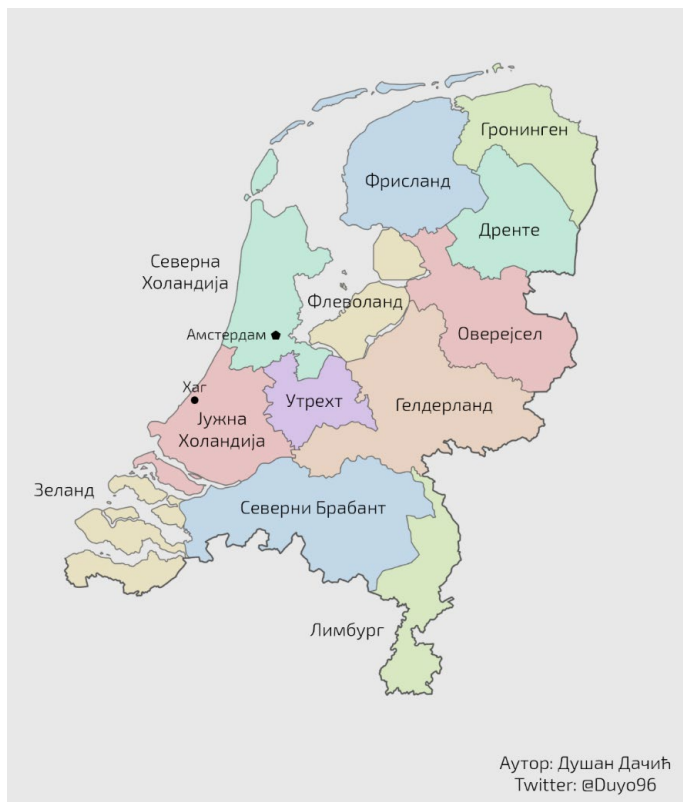 Гронинген
Фрисланд
Дренте
Северна
Холандија
Флеволанд
Амстердам
Оверејсел
Хаг
Утрехт
Гелдерланд
Јужна
Холандија
Зеланд
Северни Брабант
Лимбург
Аутор: Душан Дачић
Twitter: @Duyo96